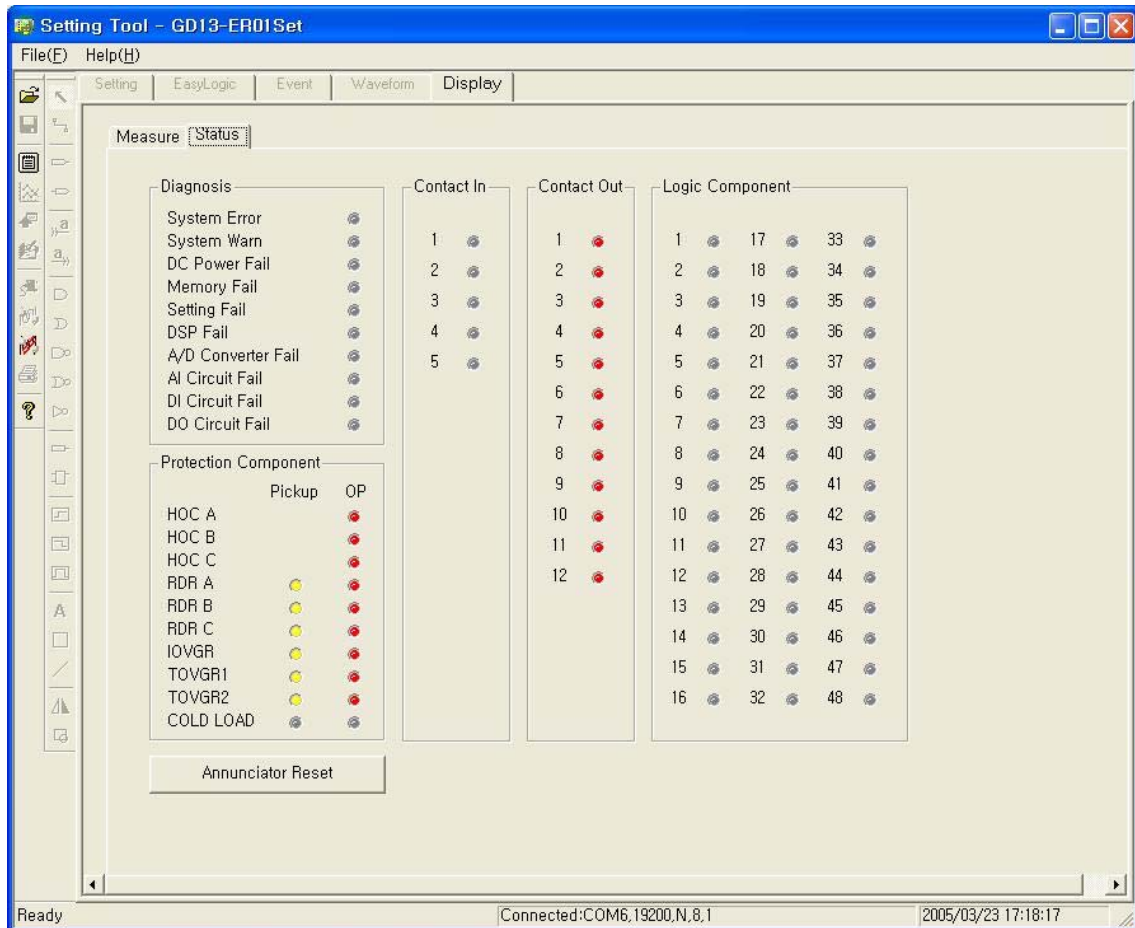 Setting Tool - GD13-ER01Set
File(F) Help(H)
Setting EasyLogic Event Waveform Display
Measure Status
Diagnosis
System Error
System Warn
DC Power Fail
Memory Fail
Setting Fail
DSP Fail
A/D Converter Fail
AI Circuit Fail
DI Circuit Fail
DO Circuit Fail
Protection Component
Pickup OP
HOC A
HOC B
HOC C
RDR A
RDR B
RDR C
IOVGR
TOVGR1
TOVGR2
COLD LOAD
Annunciator Reset
Contact In
1
2
3
4
5
Contact Out
1
2
3
4
5
6
7
8
9
10
11
12
Logic Component
1 17 33
2 18 34
3 19 35
4 20 36
5 21 37
6 22 38
7 23 39
8 24 40
9 25 41
10 26 42
11 27 43
12 28 44
13 29 45
14 30 46
15 31 47
16 32 48
a
a
A
?
Ready Connected:COM6,19200,N,8,1 2005/03/23 17:18:17